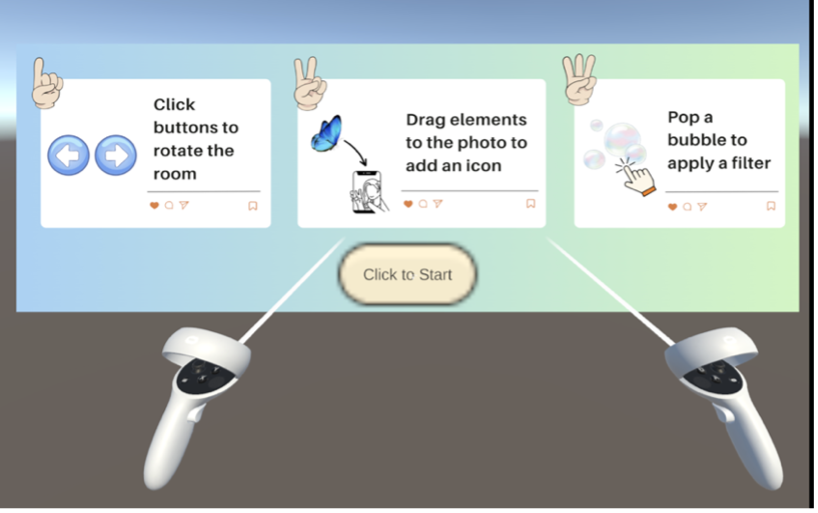 Click
buttons to
rotate the
room
Drag elements
to the photo to
add an icon
Pop a
bubble to
apply a filter
Click to Start